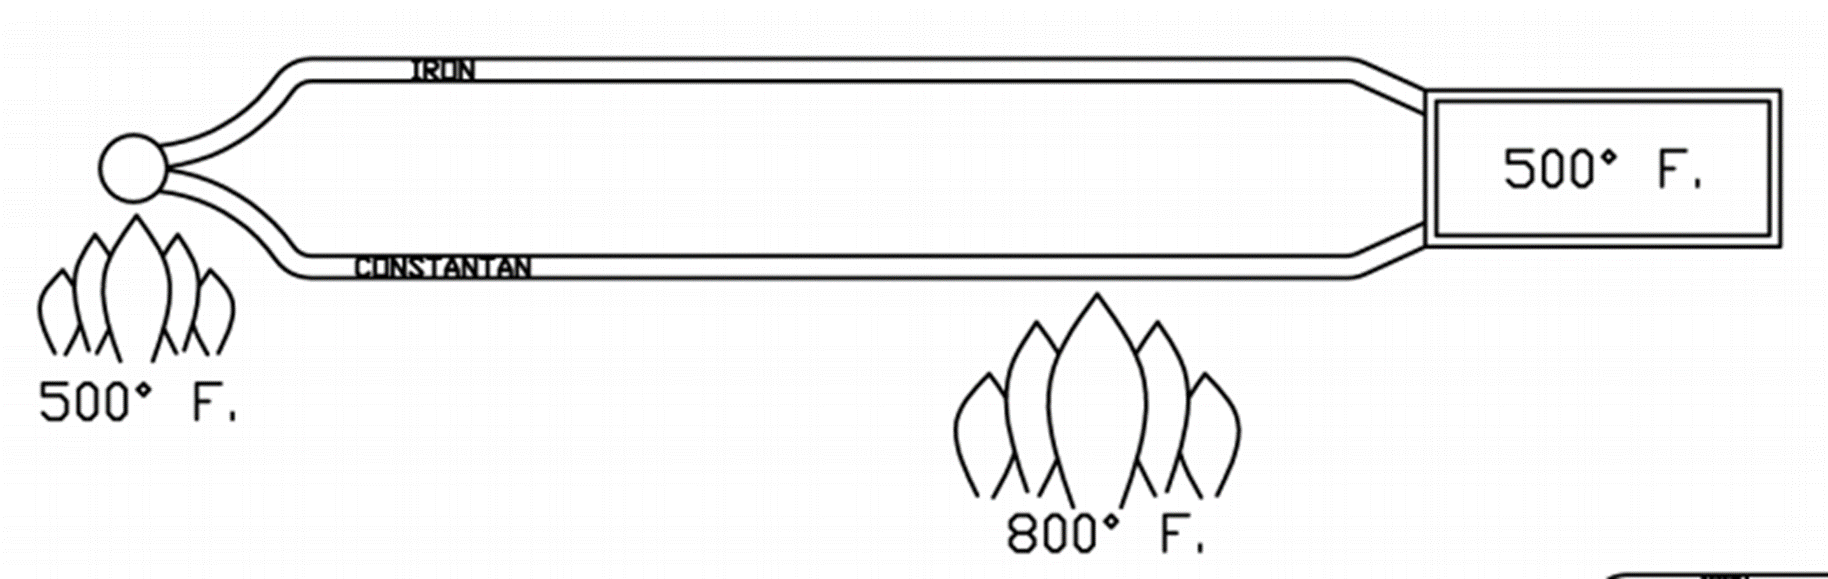 IRON
500° F.
CONSTANTAN
500° F.
800° F.